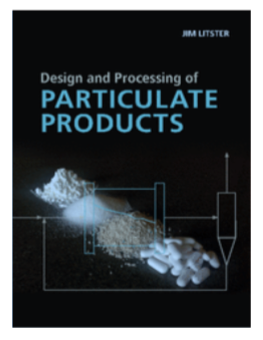 JIM LITSTER
Design and Processing of
PARTICULATE
PRODUCTS